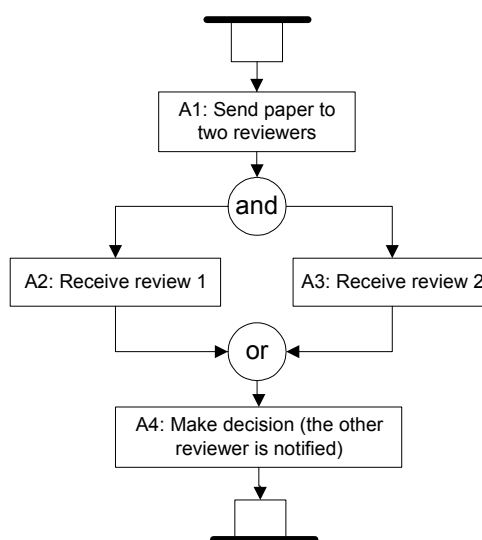 A1: Send paper to
two reviewers
and
A2: Receive review 1
A3: Receive review 2
or
A4: Make decision (the other
reviewer is notified)